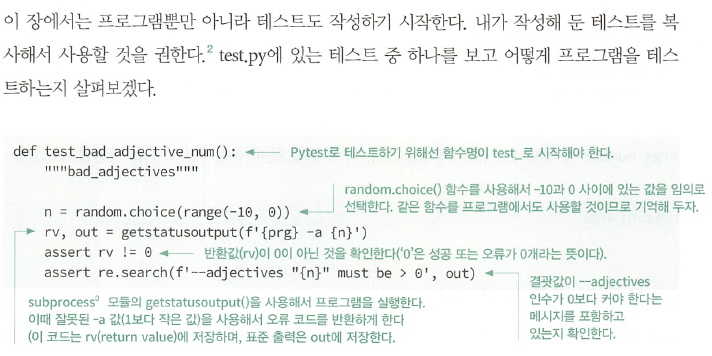 이 장에서는 프로그램뿐만 아니라 테스트도 작성하기 시작한다. 내가 작성해 둔 테스트를 복
사해서 사용할 것을 권한다.² test.py에 있는 테스트 중 하나를 보고 어떻게 프로그램을 테스
트하는지 살펴보겠다.
def test_bad_adjective_num():
Pytest로 테스트하기 위해선 함수명이 test_로 시작해야 한다.
"""bad_adjectives"""
random.choice() 함수를 사용해서 -10과 0 사이에 있는 값을 임의로
선택한다. 같은 함수를 프로그램에서도 사용할 것이므로 기억해 두자.
n = random.choice(range(-10, 0))
rv, out = getstatusoutput(f'{prg} -a {n}')
assert rv != 0
반환값(rv)이 0이 아닌 것을 확인한다('0'은 성공 또는 오류가 0개라는 뜻이다).
assert re.search(f'--adjectives "{n}" must be > 0', out)
결괏값이 --adjectives
인수가 0보다 커야 한다는
메시지를 포함하고
있는지 확인한다.
subprocess³ 모듈의 getstatusoutput()을 사용해서 프로그램을 실행한다.
이때 잘못된 -a 값(1보다 작은 값)을 사용해서 오류 코드를 반환하게 한다
(이 코드는 rv(return value)에 저장하며, 표준 출력은 out에 저장한다.